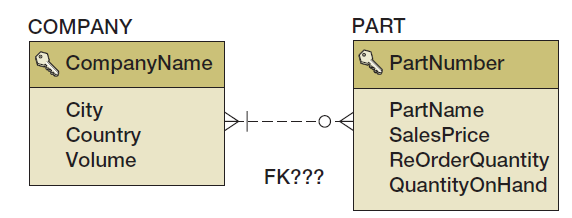 COMPANY
CompanyName
City
Country
Volume
FK???
PART
PartNumber
PartName
SalesPrice
ReOrderQuantity
QuantityOnHand